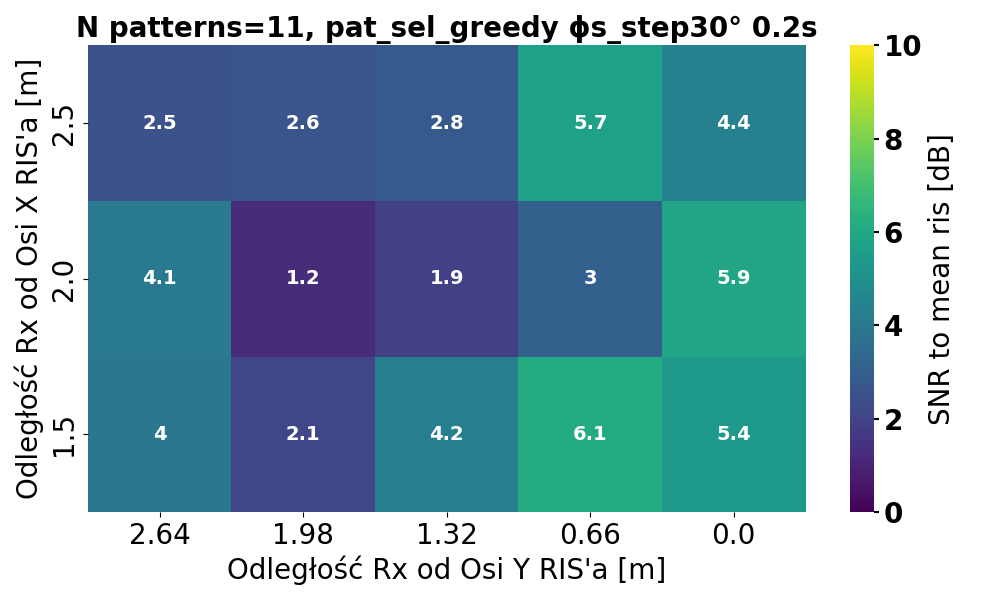 N patterns=11, pat_sel_greedy ϕs_step30° 0.2s
Odległość Rx od Osi X RIS'a [m]
2.5
2.0
1.5
2.5 2.6 2.8 5.7 4.4
4.1 1.2 1.9 3 5.9
4 2.1 4.2 6.1 5.4
2.64 1.98 1.32 0.66 0.0
Odległość Rx od Osi Y RIS'a [m]
10
8
6
4
2
0
SNR to mean ris [dB]